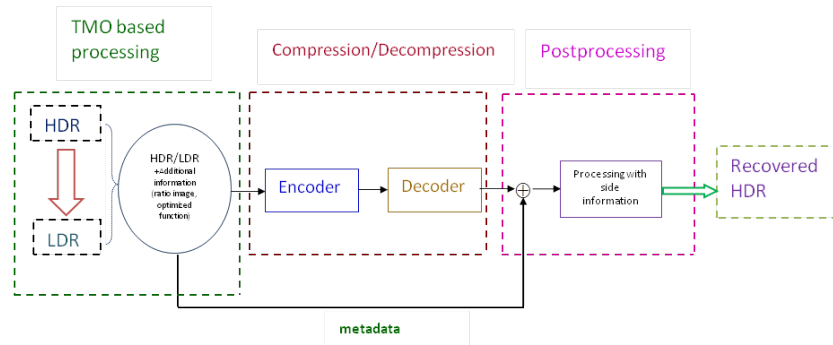 TMO based
processing
Compression/Decompression
Postprocessing
HDR
LDR
HDR/LDR
+Additional
information
(ratio image,
optimized
function)
Encoder
Decoder
Processing with
side
information
Recovered
HDR
metadata